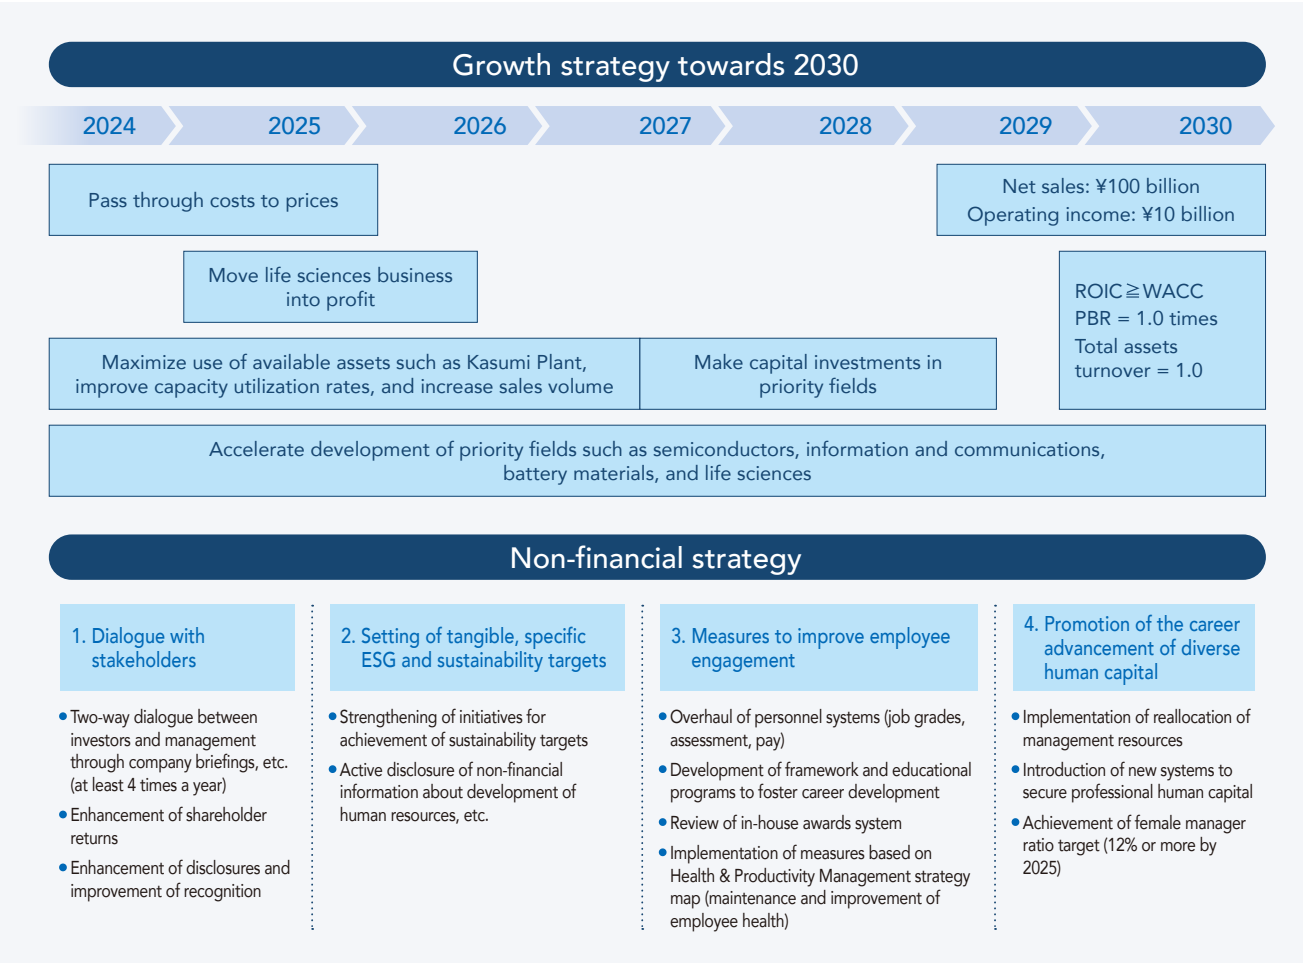 Growth strategy towards 2030
2024
2025
2026
2027
2028
2029
2030
Pass through costs to prices
Net sales: ¥100 billion
Operating income: ¥10 billion
Move life sciences business
into profit
ROIC≧WACC
PBR = 1.0 times
Total assets
turnover = 1.0
Maximize use of available assets such as Kasumi Plant,
improve capacity utilization rates, and increase sales volume
Make capital investments in
priority fields
Accelerate development of priority fields such as semiconductors, information and communications,
battery materials, and life sciences
Non-financial strategy
1. Dialogue with
stakeholders
•Two-way dialogue between
investors and management
through company briefings, etc.
(at least 4 times a year)
•Enhancement of shareholder
returns
•Enhancement of disclosures and
improvement of recognition
2. Setting of tangible, specific
ESG and sustainability targets
•Strengthening of initiatives for
achievement of sustainability targets
•Active disclosure of non-financial
information about development of
human resources, etc.
3. Measures to improve employee
engagement
•Overhaul of personnel systems (job grades,
assessment, pay)
•Development of framework and educational
programs to foster career development
•Review of in-house awards system
•Implementation of measures based on
Health & Productivity Management strategy
map (maintenance and improvement of
employee health)
4. Promotion of the career
advancement of diverse
human capital
•Implementation of reallocation of
management resources
•Introduction of new systems to
secure professional human capital
•Achievement of female manager
ratio target (12% or more by
2025)